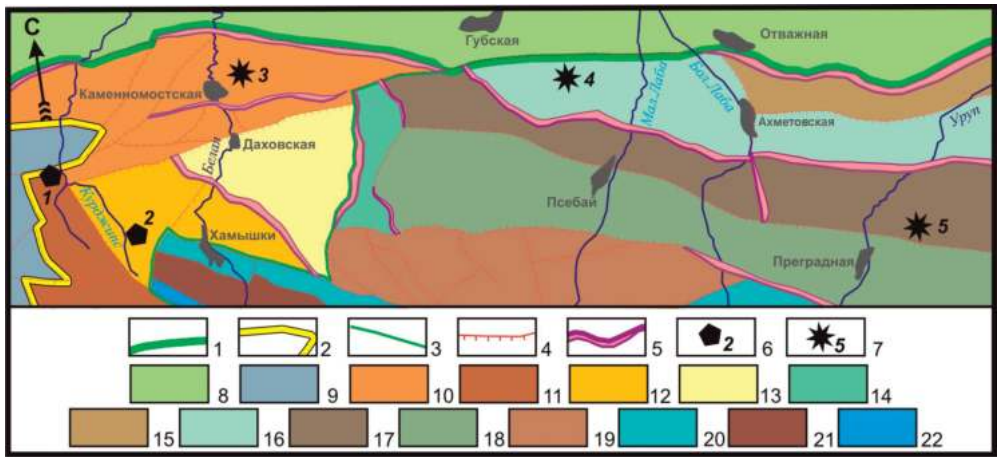 С
Губская
Отважная
3
4
Каменномостская
Мал.Лаба
Бол.Лаба
Ахметовская
Уруп
Белая
Даховская
1
Курджипс
2
Хамышки
Псебай
5
Преградная
1 2 3 4 5 2 6 5 7
8 9 10 11 12 13 14
15 16 17 18 19 20 21 22